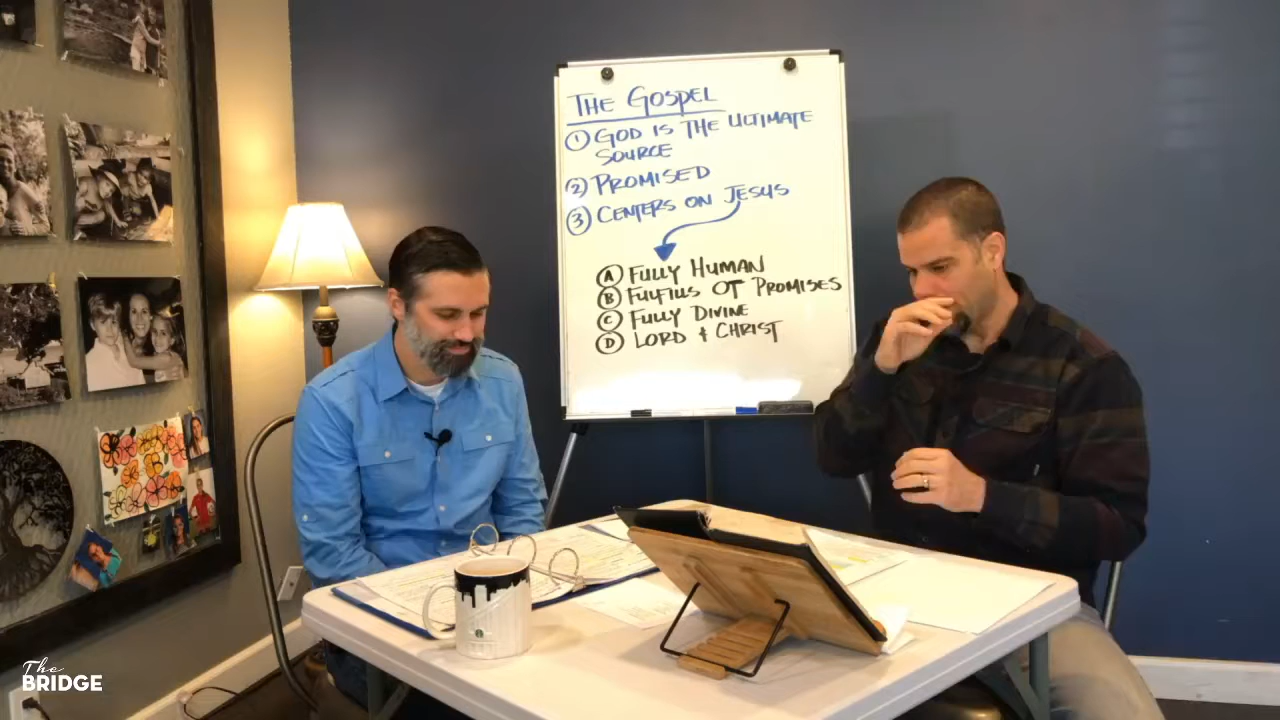 THE GOSPEL
① GOD IS THE ULTIMATE
SOURCE
② PROMISED
③ CENTERS ON JESUS
Ⓐ FULLY HUMAN
Ⓑ FULFILLS OT PROMISES
Ⓒ FULLY DIVINE
Ⓓ LORD & CHRIST
The
BRIDGE